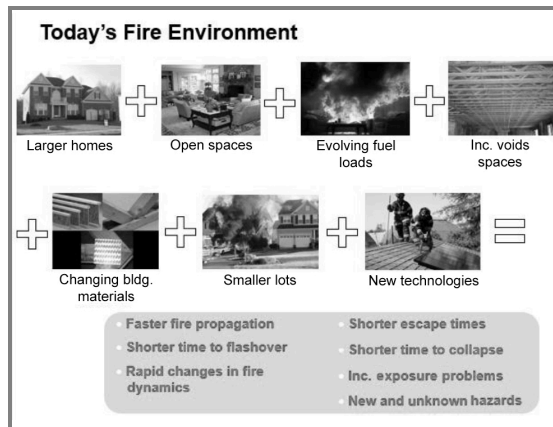 Today's Fire Environment
Larger homes
Open spaces
Evolving fuel
loads
Inc. voids
spaces
Changing bldg.
materials
Smaller lots
New technologies
Faster fire propagation
Shorter time to flashover
Rapid changes in fire
dynamics
Shorter escape times
Shorter time to collapse
Inc. exposure problems
New and unknown hazards